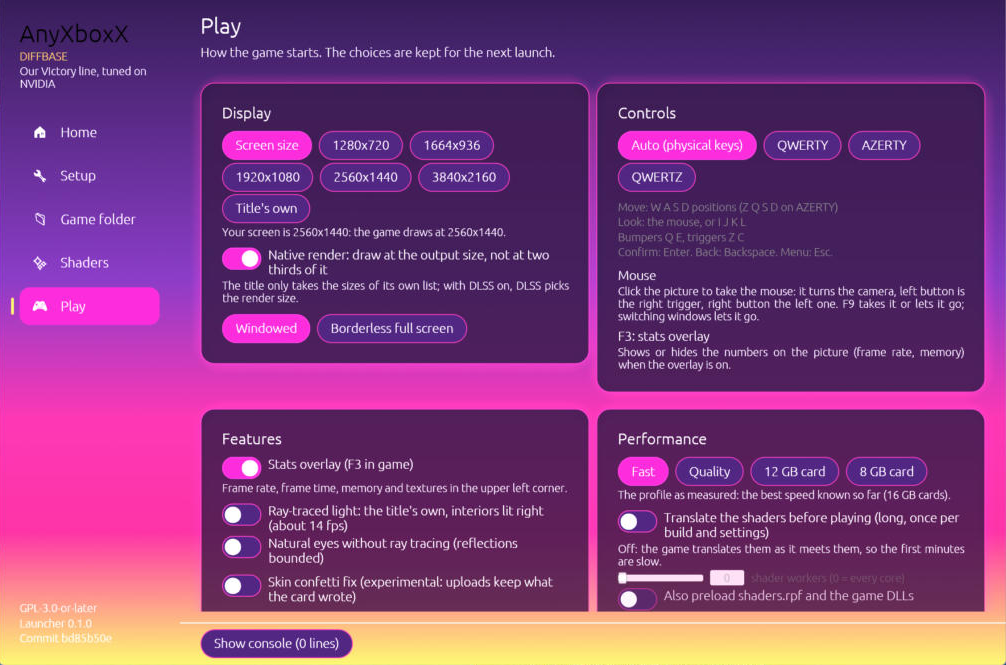 AnyXboxX
DIFFBASE
Our Victory line, tuned on
NVIDIA
Home
Setup
Game folder
Shaders
Play
GPL-3.0-or-later
Launcher 0.1.0
Commit bd85b50e
Play
How the game starts. The choices are kept for the next launch.
Display
Screen size
1280x720
1664x936
1920x1080
2560x1440
3840x2160
Title's own
Your screen is 2560x1440: the game draws at 2560x1440.
Native render: draw at the output size, not at two
thirds of it
The title only takes the sizes of its own list; with DLSS on, DLSS picks
the render size.
Windowed
Borderless full screen
Controls
Auto (physical keys)
QWERTY
AZERTY
QWERTZ
Move: W A S D positions (Z Q S D on AZERTY)
Look: the mouse, or I J K L
Bumpers Q E, triggers Z C
Confirm: Enter. Back: Backspace. Menu: Esc.
Mouse
Click the picture to take the mouse: it turns the camera, left button is
the right trigger, right button the left one. F9 takes it or lets it go;
switching windows lets it go.
F3: stats overlay
Shows or hides the numbers on the picture (frame rate, memory)
when the overlay is on.
Features
Stats overlay (F3 in game)
Frame rate, frame time, memory and textures in the upper left corner.
Ray-traced light: the title's own, interiors lit right
(about 14 fps)
Natural eyes without ray tracing (reflections
bounded)
Skin confetti fix (experimental: uploads keep what
the card wrote)
Performance
Fast
Quality
12 GB card
8 GB card
The profile as measured: the best speed known so far (16 GB cards).
Translate the shaders before playing (long, once per
build and settings)
Off: the game translates them as it meets them, so the first minutes
are slow.
0
shader workers (0 = every core)
Also preload shaders.rpf and the game DLLs
Show console (0 lines)